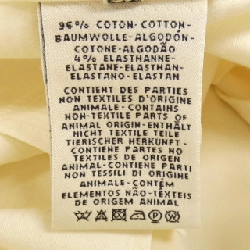 96% COTON-COTTON-
BAUMWOLLE-ALGODÓN-
COTONE-ALGODÃO
4% ELASTHANNE-
ELASTANE-ELASTHAN-
ELASTANO-ELASTAN
CONTIENT DES PARTIES
NON TEXTILES D'ORIGINE
ANIMALE-CONTAINS
NON-TEXTILE PARTS OF
ANIMAL ORIGIN-ENTHÄLT
NICHT TEXTILE TEILE
TIERISCHER HERKUNFT-
CONTIENE PARTES NO
TEXTILES DE ORIGEN
ANIMAL-CONTIENE PARTI
NON TESSILI DI ORIGINE
ANIMALE-CONTÉM
ELEMENTOS NÃO-TÊXTEIS
DE ORIGEM ANIMAL